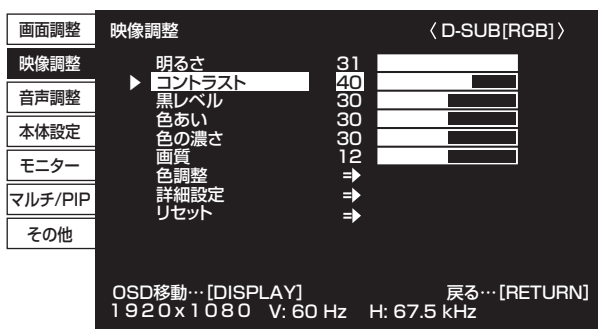 画面調整
映像調整
音声調整
本体設定
モニター
マルチ/PIP
その他
映像調整 〈D-SUB[RGB]〉
明るさ 31
コントラスト 40
黒レベル 30
色あい 30
色の濃さ 30
画質 12
色調整
詳細設定
リセット
OSD移動…[DISPLAY] 戻る…[RETURN]
1920x1080 V: 60 Hz H: 67.5 kHz